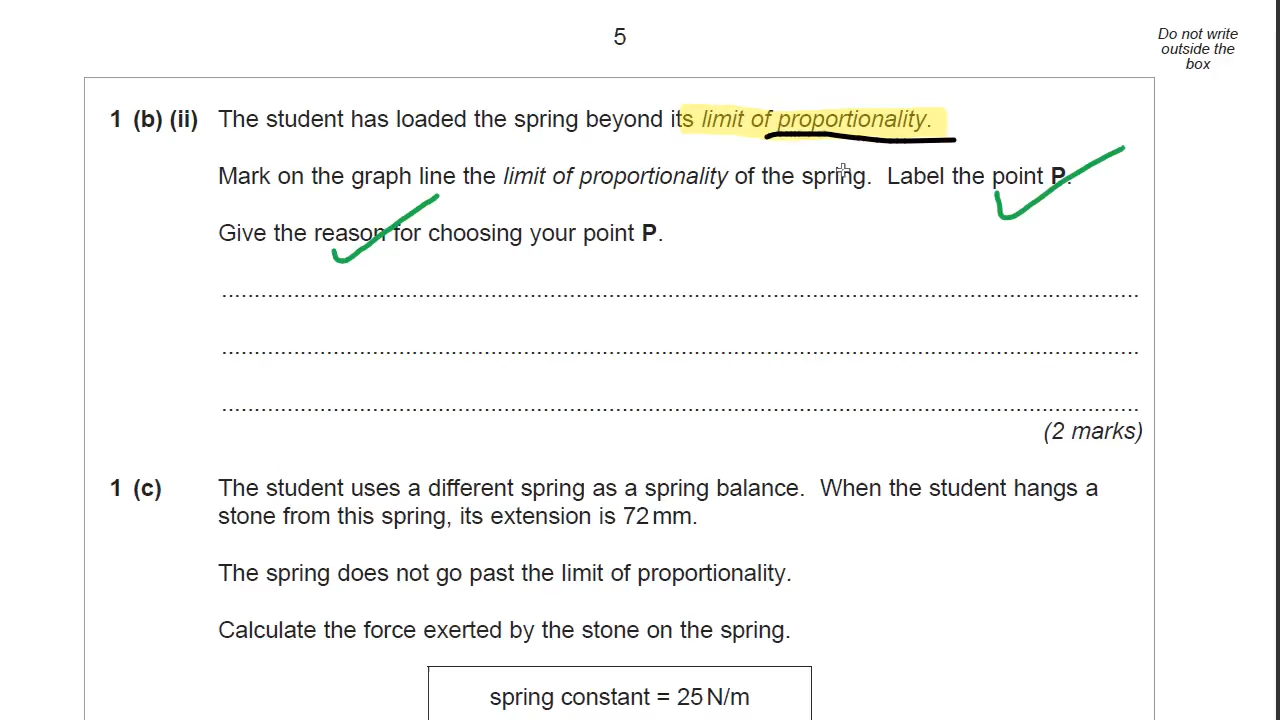 5
Do not write
outside the
box
1 (b) (ii) The student has loaded the spring beyond its limit of proportionality.
Mark on the graph line the limit of proportionality of the spring. Label the point P.
Give the reason for choosing your point P.
................................................................................................................................................
................................................................................................................................................
................................................................................................................................................
(2 marks)
1 (c) The student uses a different spring as a spring balance. When the student hangs a
stone from this spring, its extension is 72 mm.
The spring does not go past the limit of proportionality.
Calculate the force exerted by the stone on the spring.
spring constant = 25 N/m